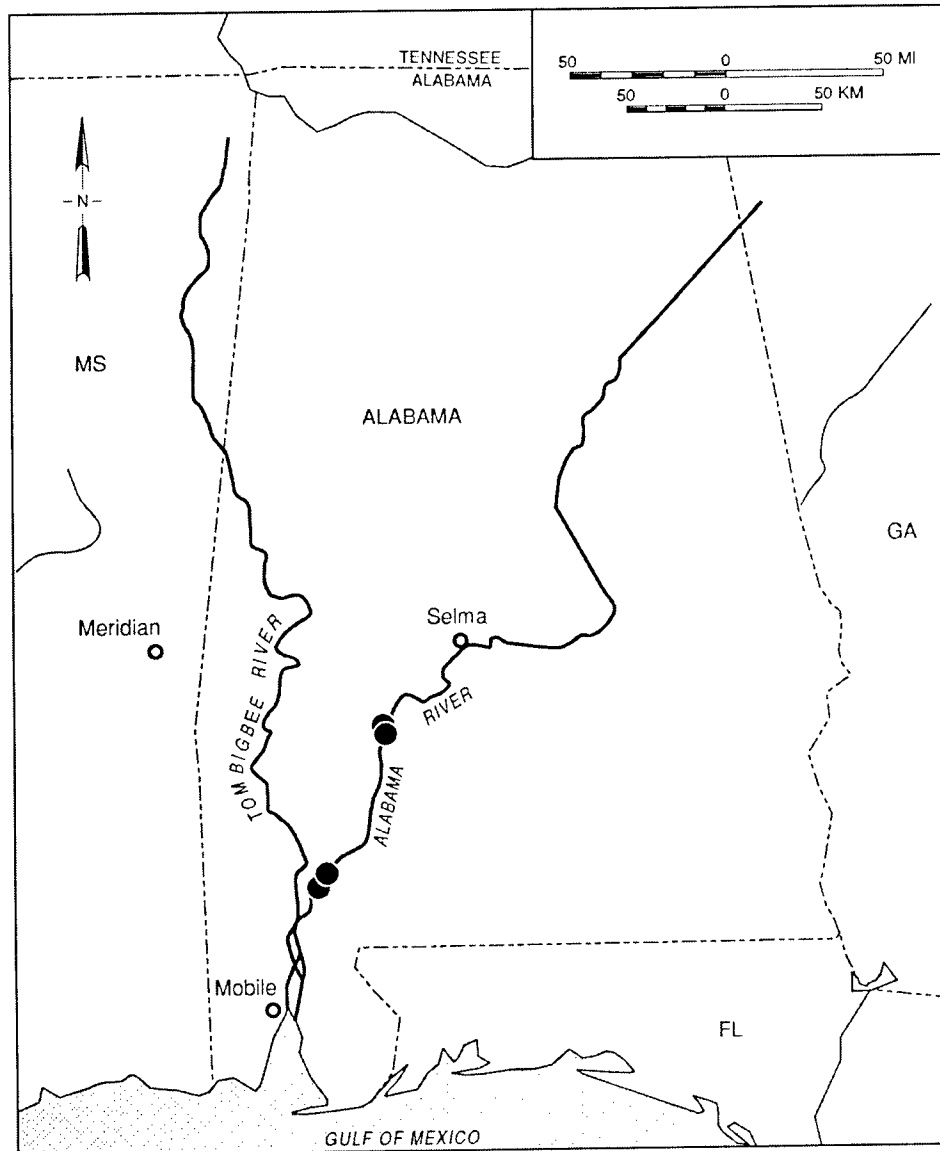 TENNESSEE
ALABAMA
50 0 50 MI
50 0 50 KM
N
MS
ALABAMA
GA
Meridian
Selma
TOM BIGBEE RIVER
ALABAMA RIVER
Mobile
FL
GULF OF MEXICO